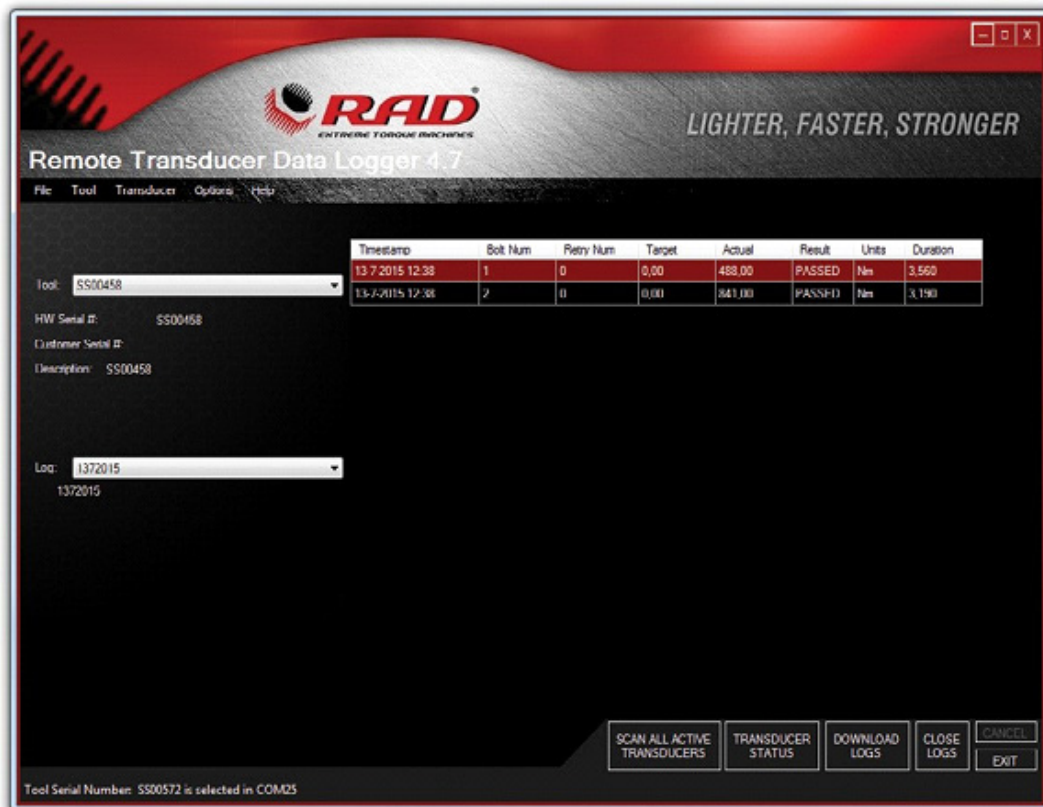 RAD®
EXTREME TORQUE MACHINES
LIGHTER, FASTER, STRONGER
Remote Transducer Data Logger 4.7
File Tool Transducer Options Help
Timestamp Bolt Num Retry Num Target Actual Result Units Duration
13-7-2015 12:38 1 0 0,00 488,00 PASSED Nm 3,560
13-7-2015 12:38 2 0 0,00 841,00 PASSED Nm 3,190
Tool: SS00458
HW Serial #: SS00458
Customer Serial #:
Description: SS00458
Log: 1372015
1372015
SCAN ALL ACTIVE TRANSDUCERS
TRANSDUCER STATUS
DOWNLOAD LOGS
CLOSE LOGS
CANCEL
EXIT
Tool Serial Number: SS00572 is selected in COM25